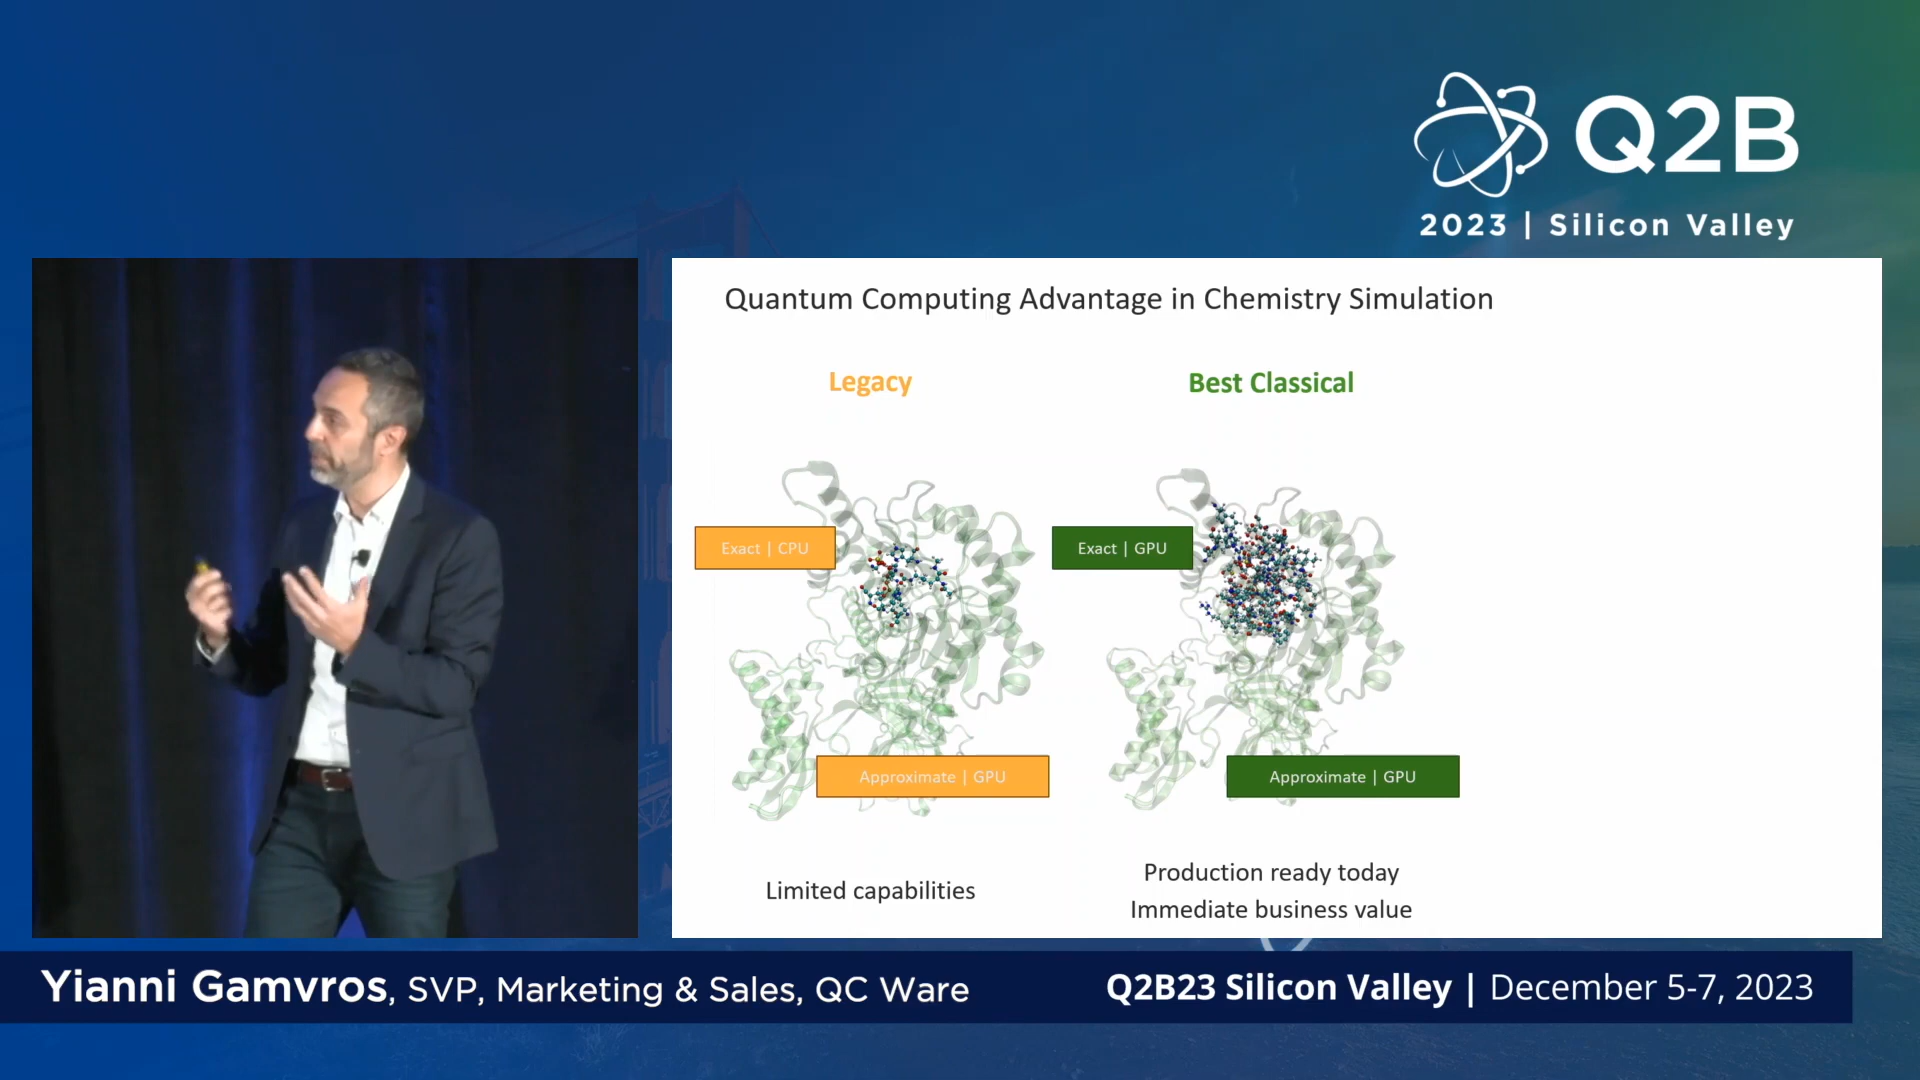 Q2B
2023 | Silicon Valley
Quantum Computing Advantage in Chemistry Simulation
Legacy
Best Classical
Exact | CPU
Exact | GPU
Approximate | GPU
Approximate | GPU
Limited capabilities
Production ready today
Immediate business value
Yianni Gamvros, SVP, Marketing & Sales, QC Ware
Q2B23 Silicon Valley | December 5-7, 2023